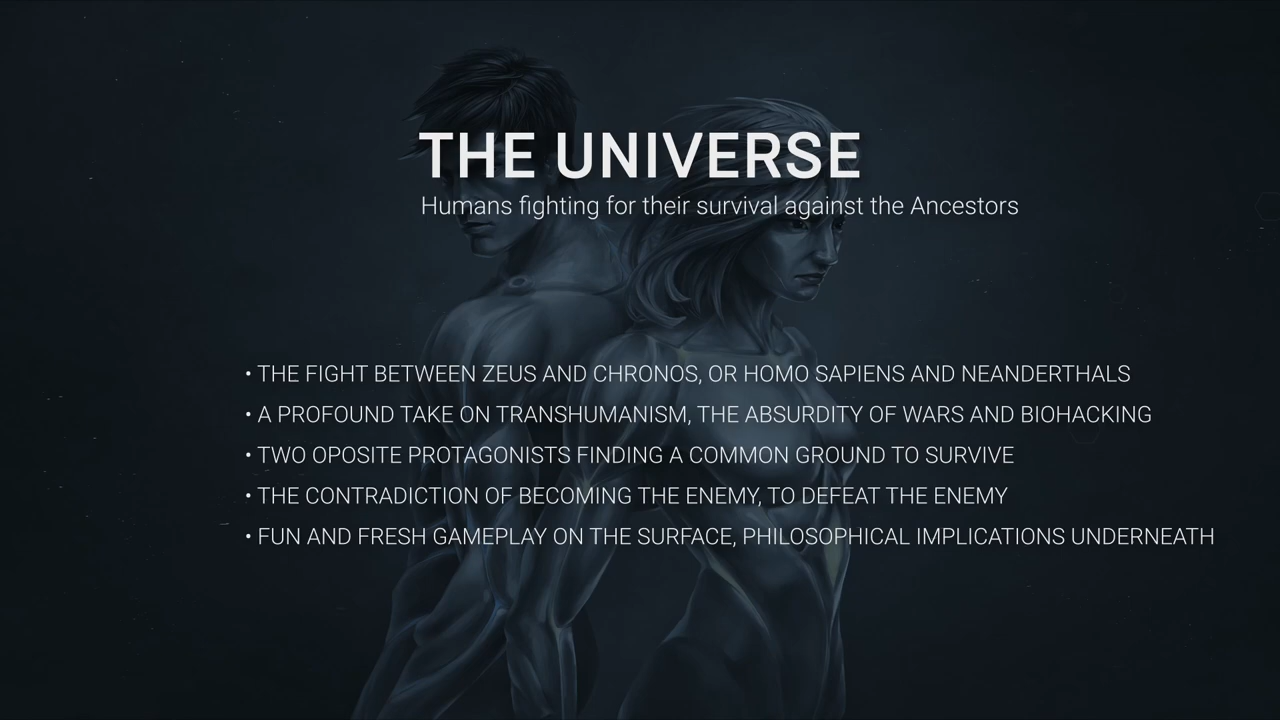 THE UNIVERSE
Humans fighting for their survival against the Ancestors
• THE FIGHT BETWEEN ZEUS AND CHRONOS, OR HOMO SAPIENS AND NEANDERTHALS
• A PROFOUND TAKE ON TRANSHUMANISM, THE ABSURDITY OF WARS AND BIOHACKING
• TWO OPOSITE PROTAGONISTS FINDING A COMMON GROUND TO SURVIVE
• THE CONTRADICTION OF BECOMING THE ENEMY, TO DEFEAT THE ENEMY
• FUN AND FRESH GAMEPLAY ON THE SURFACE, PHILOSOPHICAL IMPLICATIONS UNDERNEATH